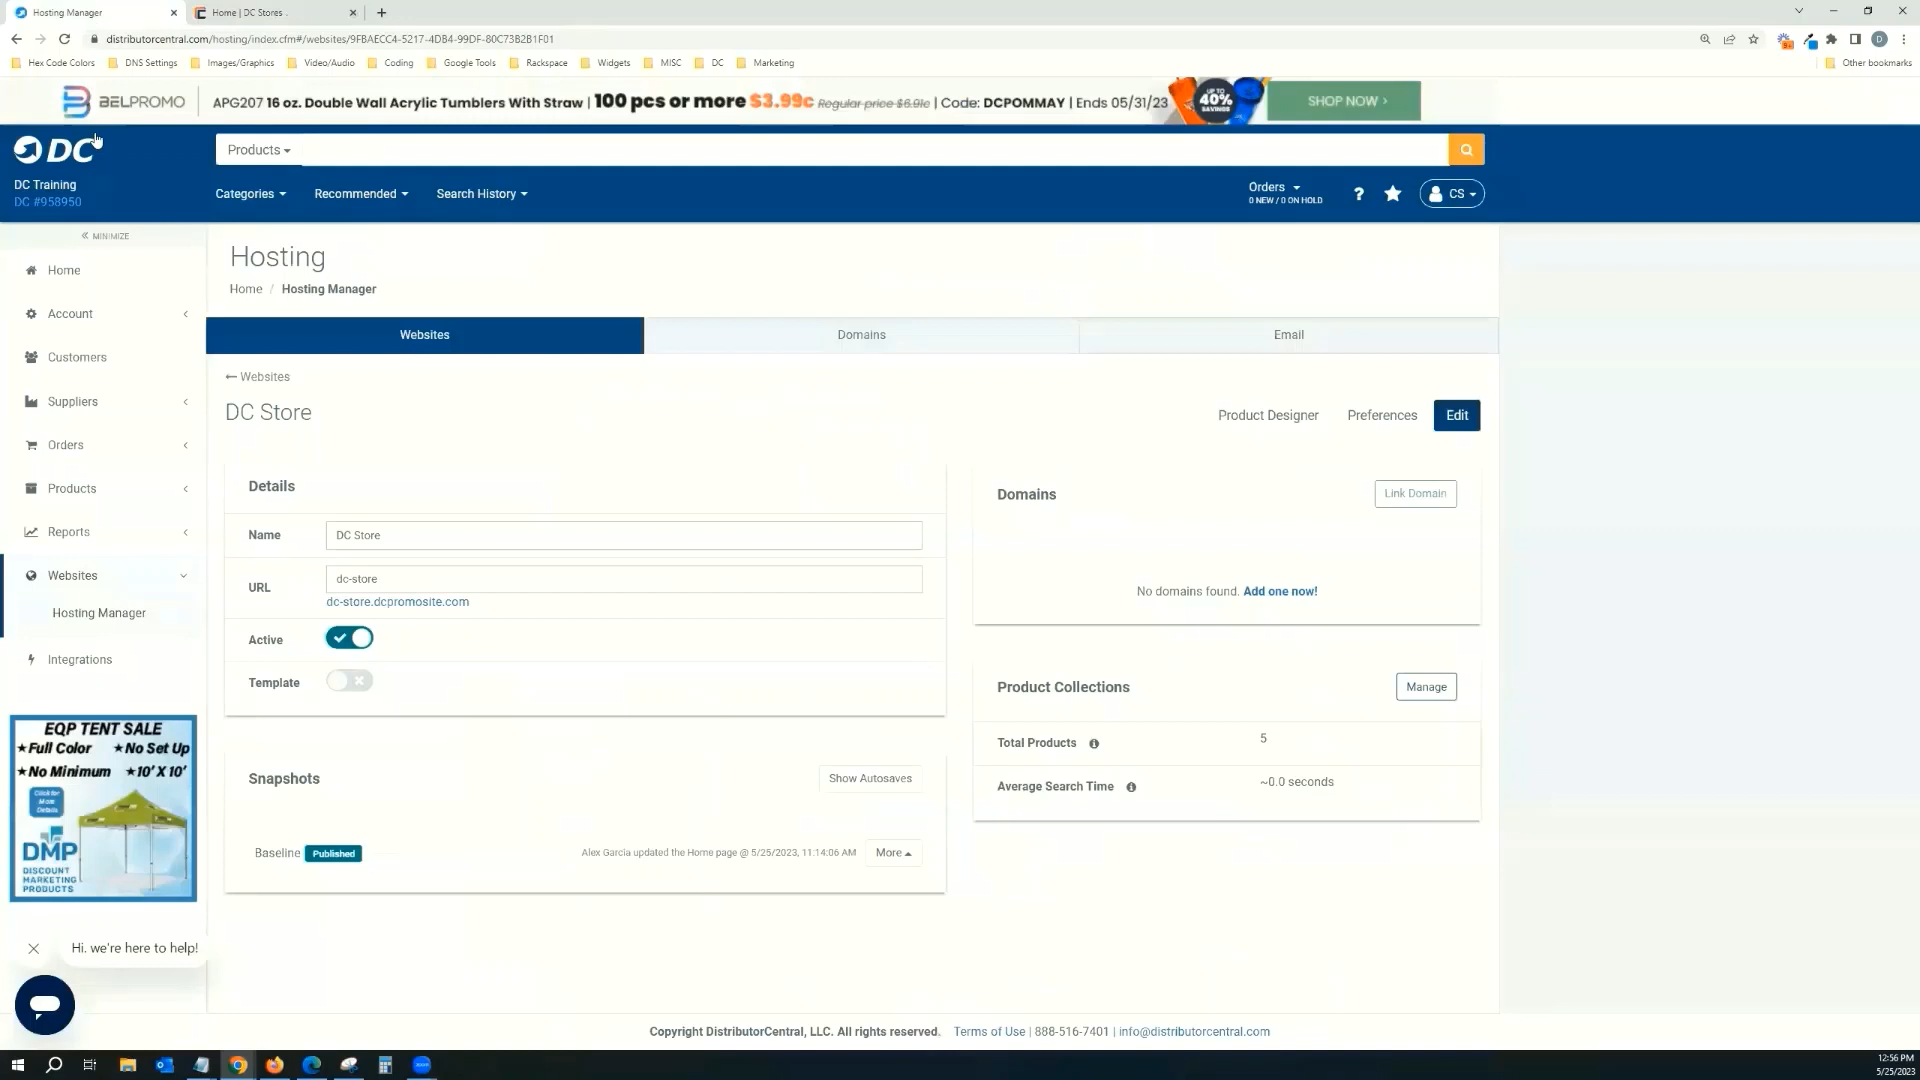 Hosting Manager
Home | DC Stores .
distributorcentral.com/hosting/index.cfm#/websites/9FBAECC4-5217-4DB4-99DF-80C73B2B1F01
Hex Code Colors DNS Settings Images/Graphics Video/Audio Coding Google Tools Rackspace Widgets MISC DC Marketing Other bookmarks
BELPROMO APG207 16 oz. Double Wall Acrylic Tumblers With Straw | 100 pcs or more $3.99c Regular price $6.91c | Code: DCPOMMAY | Ends 05/31/23 UP TO 40% SAVINGS SHOP NOW >
DC
Products
DC Training
DC #958950
Categories Recommended Search History
Orders
0 NEW / 0 ON HOLD
? CS
« MINIMIZE
Home
Account
Customers
Suppliers
Orders
Products
Reports
Websites
Hosting Manager
Integrations
Hosting
Home / Hosting Manager
Websites Domains Email
← Websites
DC Store
Product Designer Preferences Edit
Details
Name DC Store
URL dc-store
dc-store.dcpromosite.com
Active
Template
Snapshots Show Autosaves
Baseline Published Alex Garcia updated the Home page @ 5/25/2023, 11:14:06 AM More
Domains Link Domain
No domains found. Add one now!
Product Collections Manage
Total Products 5
Average Search Time ~0.0 seconds
EQP TENT SALE
★Full Color ★No Set Up
★No Minimum ★10' X 10'
Click for
More
Details
DMP
DISCOUNT
MARKETING
PRODUCTS
Hi. we're here to help!
Copyright DistributorCentral, LLC. All rights reserved. Terms of Use | 888-516-7401 | info@distributorcentral.com
12:56 PM
5/25/2023